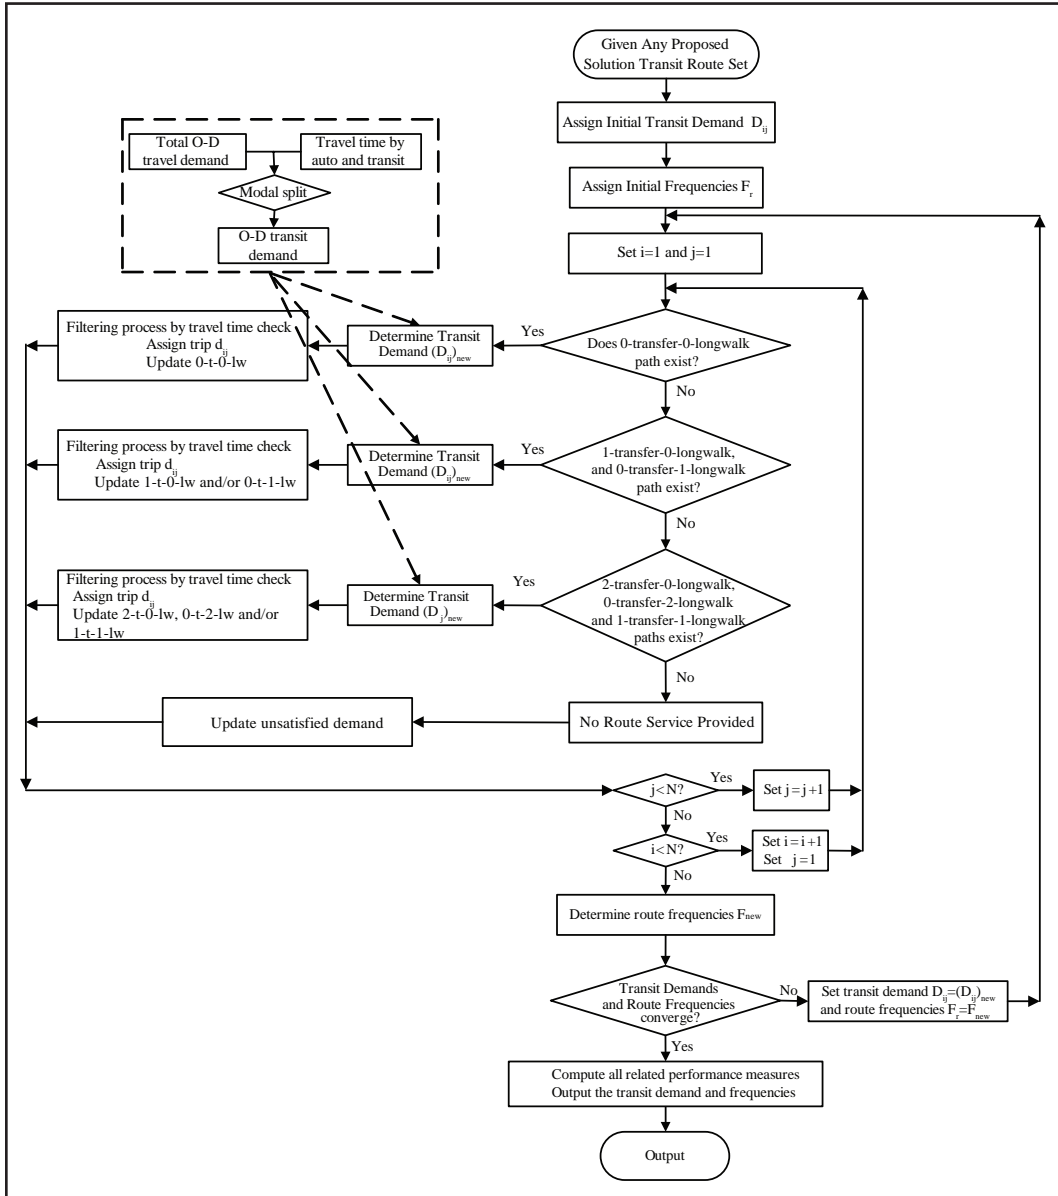 Given Any Proposed
Solution Transit Route Set
Assign Initial Transit Demand D_ij
Assign Initial Frequencies F_r
Total O-D
travel demand
Travel time by
auto and transit
Modal split
O-D transit
demand
Set i=1 and j=1
Does 0-transfer-0-longwalk
path exist?
Yes
No
Determine Transit
Demand (D_ij)_new
Filtering process by travel time check
Assign trip d_ij
Update 0-t-0-lw
1-transfer-0-longwalk,
and 0-transfer-1-longwalk
path exist?
Yes
No
Determine Transit
Demand (D_ij)_new
Filtering process by travel time check
Assign trip d_ij
Update 1-t-0-lw and/or 0-t-1-lw
2-transfer-0-longwalk,
0-transfer-2-longwalk
and 1-transfer-1-longwalk
paths exist?
Yes
No
Determine Transit
Demand (D_j)_new
Filtering process by travel time check
Assign trip d_ij
Update 2-t-0-lw, 0-t-2-lw and/or
1-t-1-lw
No Route Service Provided
Update unsatisfied demand
j<N?
Yes
Set j=j+1
No
i<N?
Yes
Set i=i+1
Set j=1
No
Determine route frequencies Fnew
Transit Demands
and Route Frequencies
converge?
No
Set transit demand D_ij=(D_ij)_new
and route frequencies F_r=F_new
Yes
Compute all related performance measures
Output the transit demand and frequencies
Output